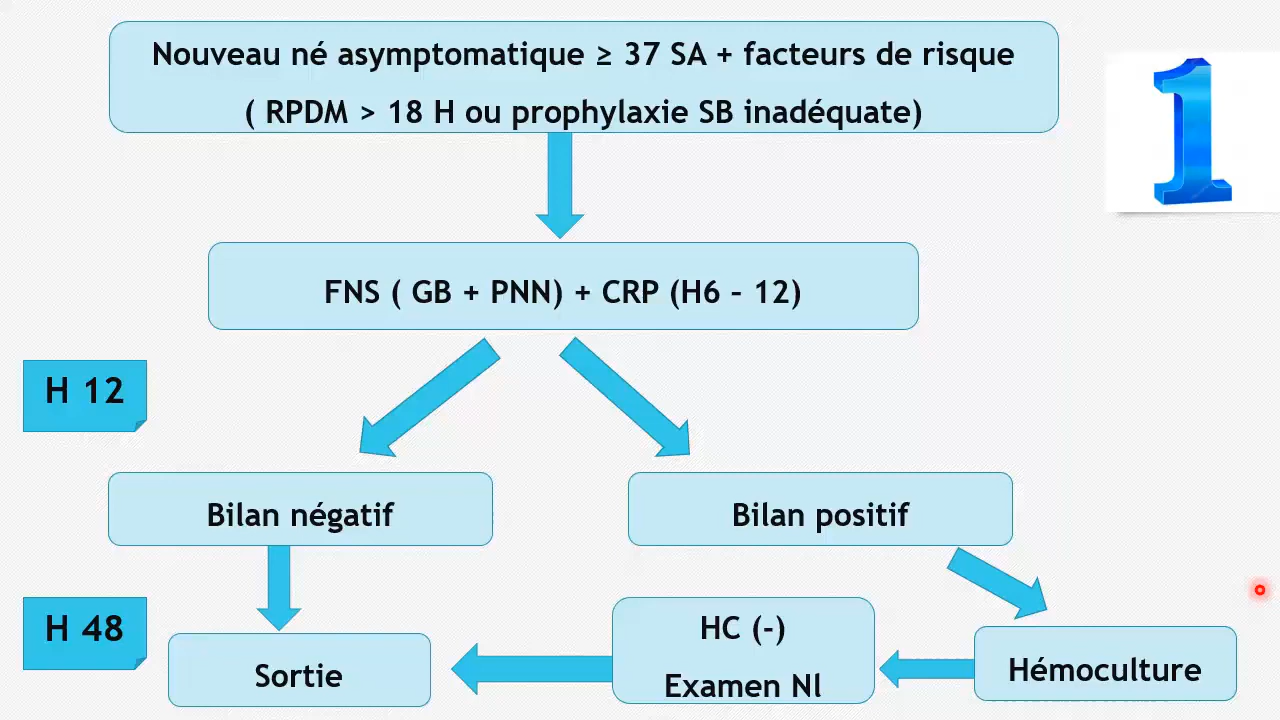 Nouveau né asymptomatique ≥ 37 SA + facteurs de risque
( RPDM > 18 H ou prophylaxie SB inadéquate)
1
FNS ( GB + PNN) + CRP (H6 – 12)
H 12
Bilan négatif
Bilan positif
H 48
HC (-)
Examen Nl
Sortie
Hémoculture